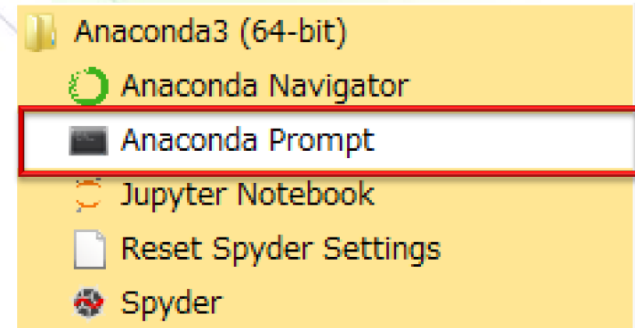 Anaconda3 (64-bit)
Anaconda Navigator
Anaconda Prompt
Jupyter Notebook
Reset Spyder Settings
Spyder